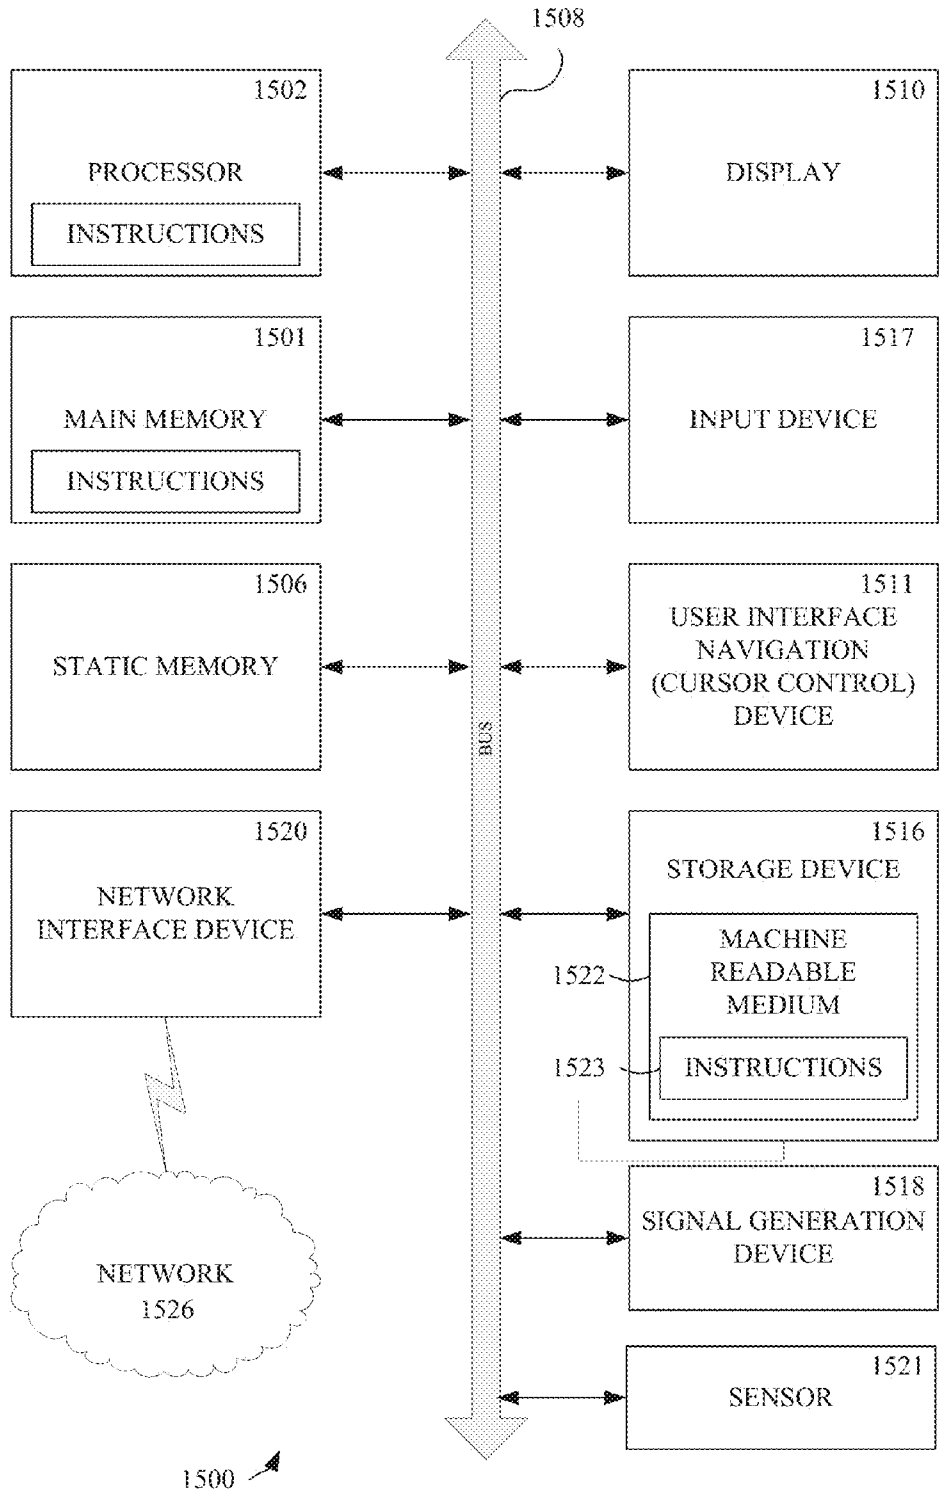 1508
1502
PROCESSOR
INSTRUCTIONS
1510
DISPLAY
1501
MAIN MEMORY
INSTRUCTIONS
1517
INPUT DEVICE
1506
STATIC MEMORY
1511
USER INTERFACE
NAVIGATION
(CURSOR CONTROL)
DEVICE
BUS
1520
NETWORK
INTERFACE DEVICE
1516
STORAGE DEVICE
MACHINE
READABLE
MEDIUM
1522
INSTRUCTIONS
1523
1518
SIGNAL GENERATION
DEVICE
NETWORK
1526
1521
SENSOR
1500